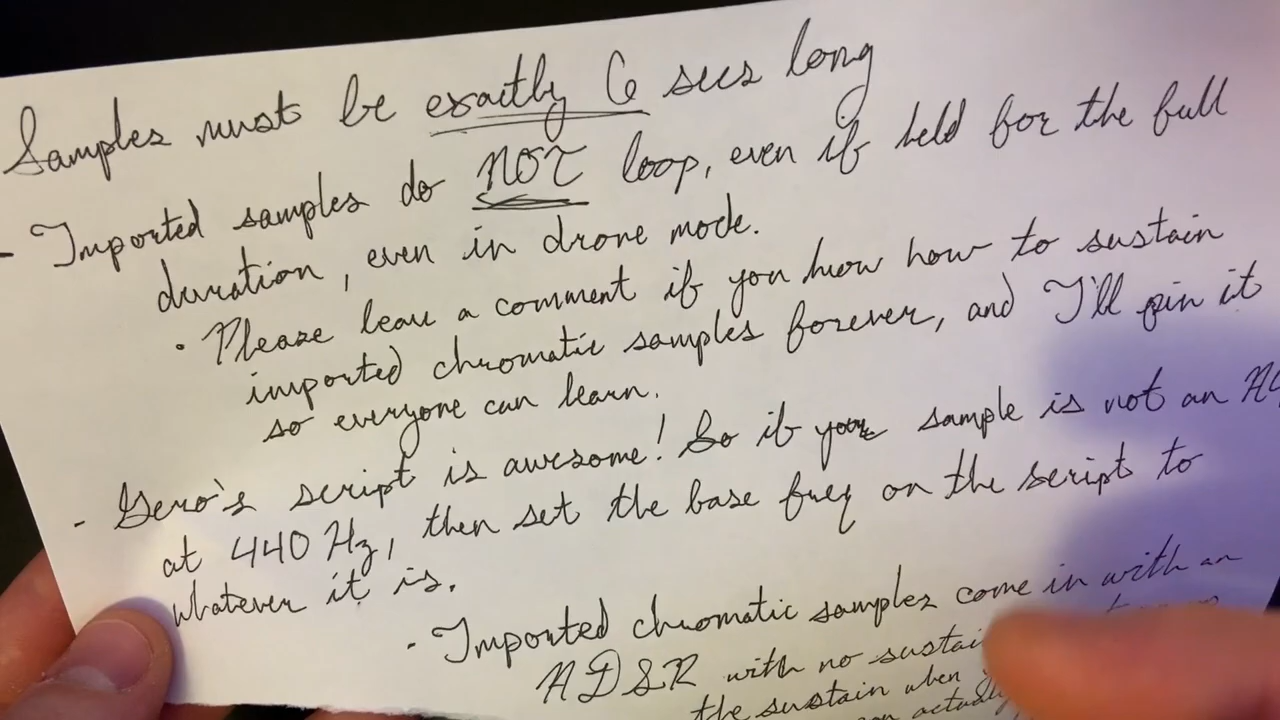 Samples must be exactly 6 secs long
- Imported samples do NOT loop, even if held for the full
duration, even in drone mode.
• Please leave a comment if you know how to sustain
imported chromatic samples forever, and I'll pin it
so everyone can learn.
- Gero's script is awesome! So if your sample is not an
at 440 Hz, then set the base freq on the script to
whatever it is.
- Imported chromatic samples come in with an
ADSR with no
the sustain when
actually